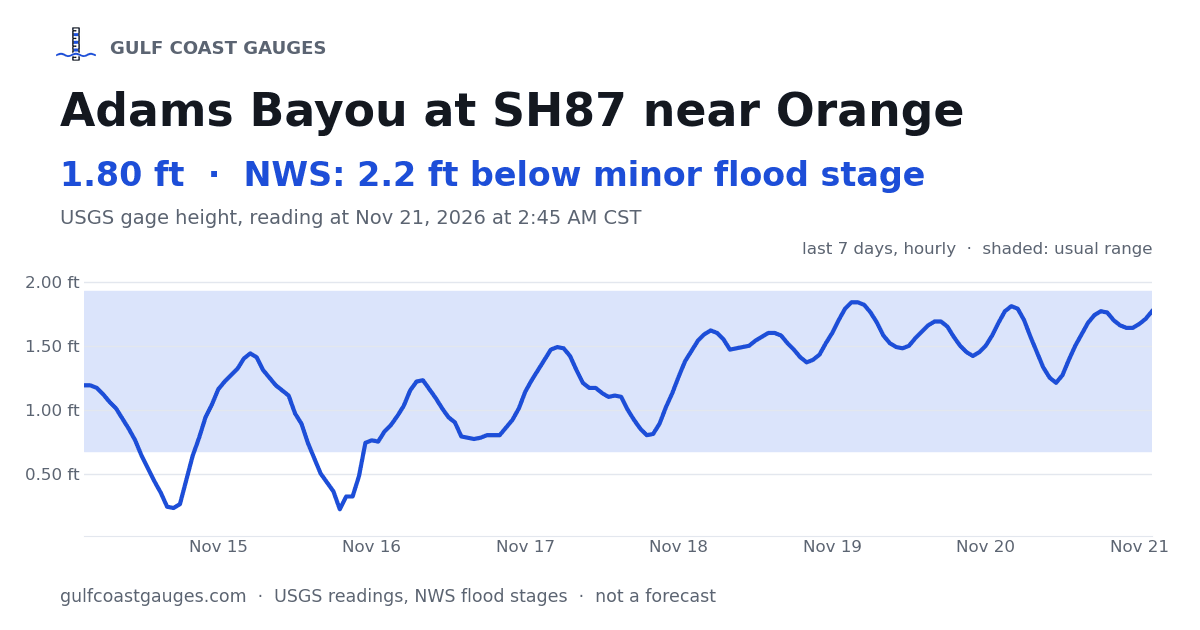 GULF COAST GAUGES
Adams Bayou at SH87 near Orange
1.80 ft · NWS: 2.2 ft below minor flood stage
USGS gage height, reading at Nov 21, 2026 at 2:45 AM CST
last 7 days, hourly · shaded: usual range
2.00 ft
1.50 ft
1.00 ft
0.50 ft
Nov 15 Nov 16 Nov 17 Nov 18 Nov 19 Nov 20 Nov 21
gulfcoastgauges.com · USGS readings, NWS flood stages · not a forecast